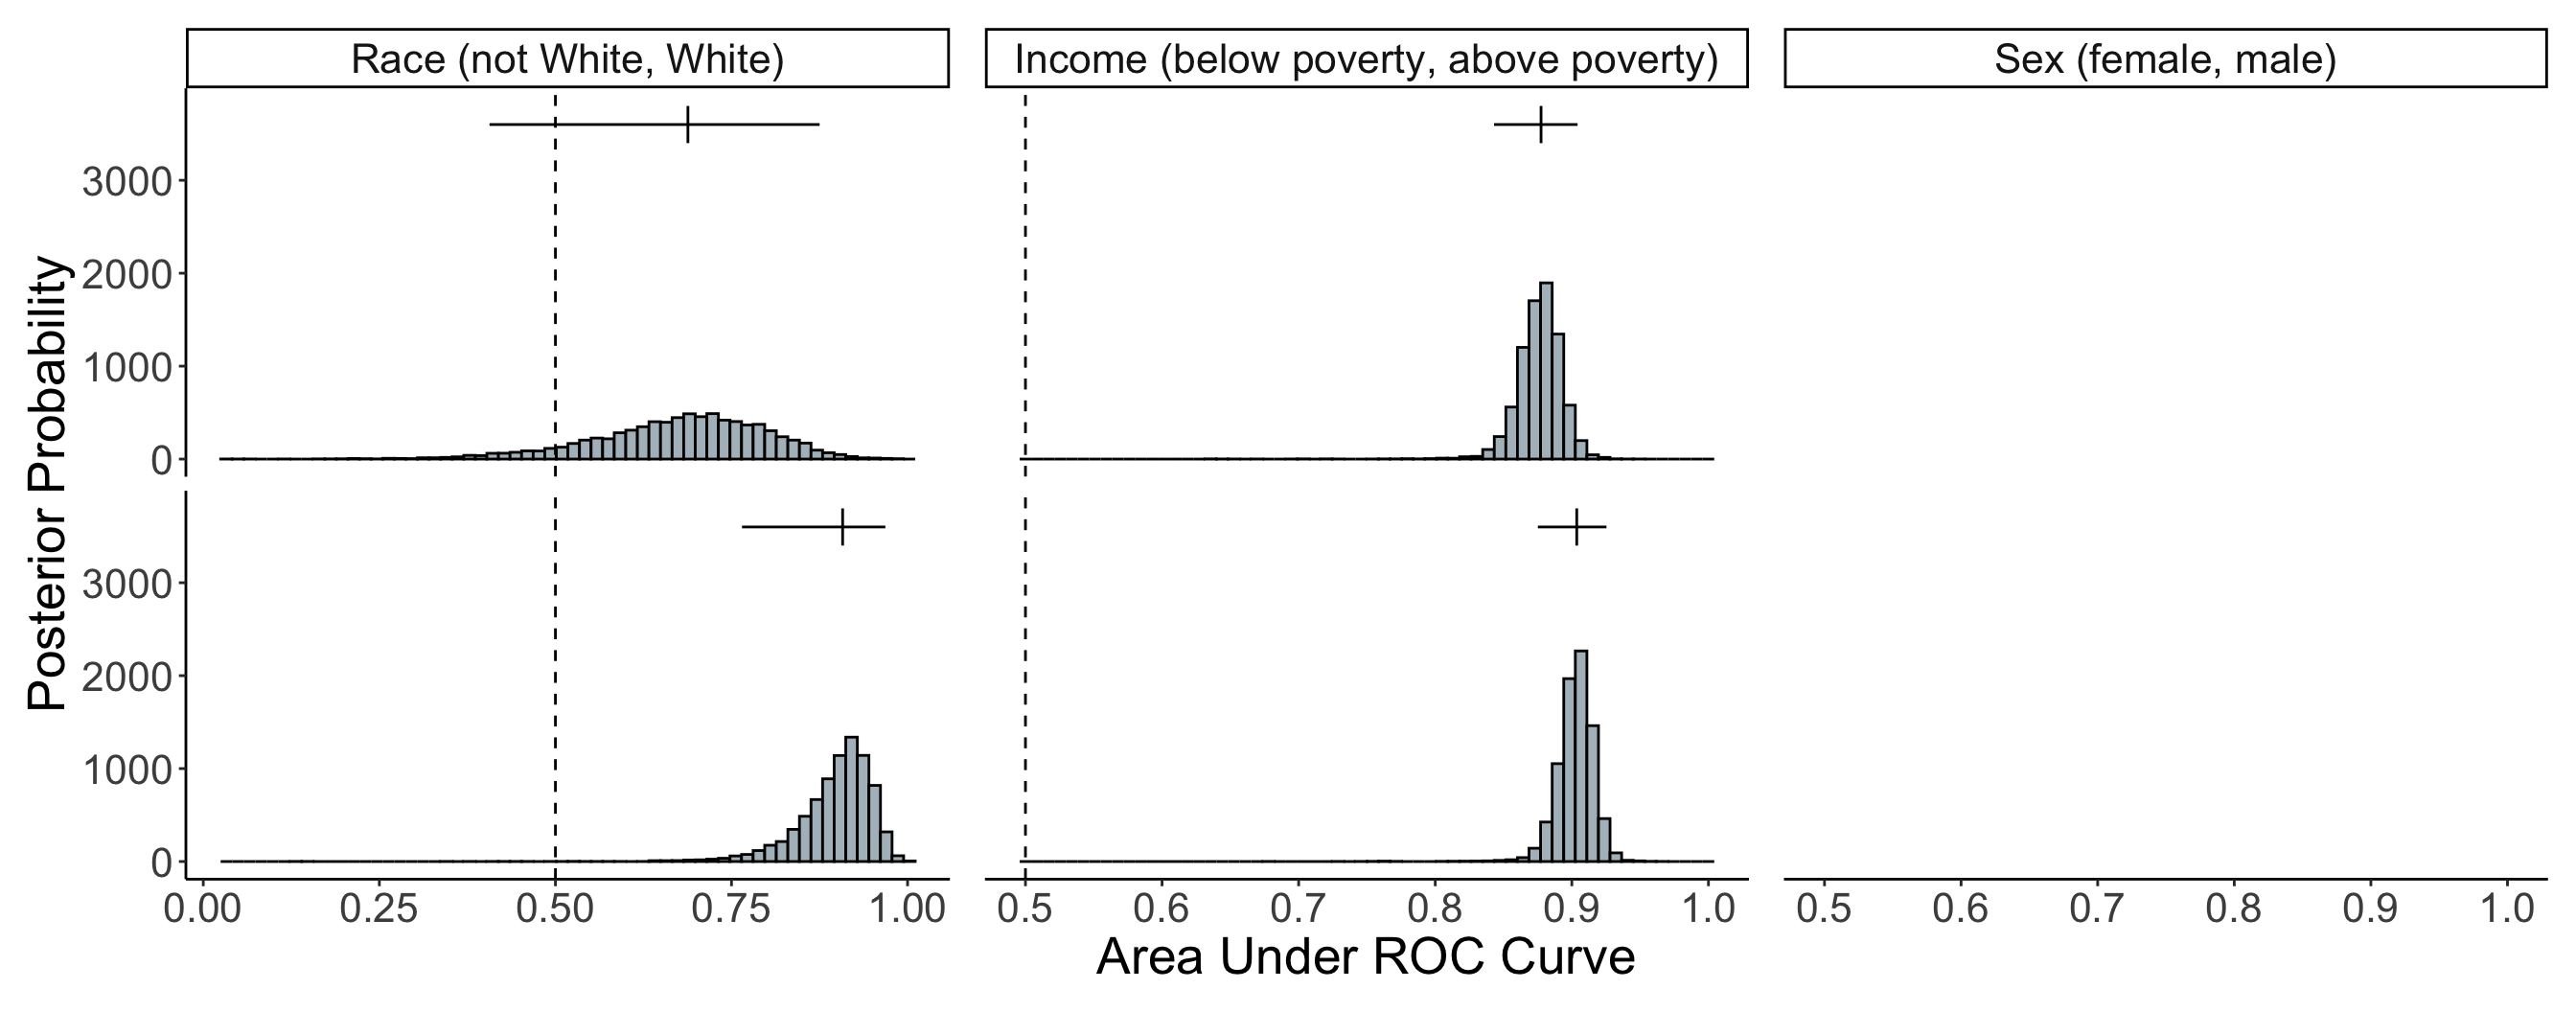 Race (not White, White)
Income (below poverty, above poverty)
Sex (female, male)
Posterior Probability
3000
2000
1000
0
3000
2000
1000
0
0.00 0.25 0.50 0.75 1.00
0.5 0.6 0.7 0.8 0.9 1.0
0.5 0.6 0.7 0.8 0.9 1.0
Area Under ROC Curve